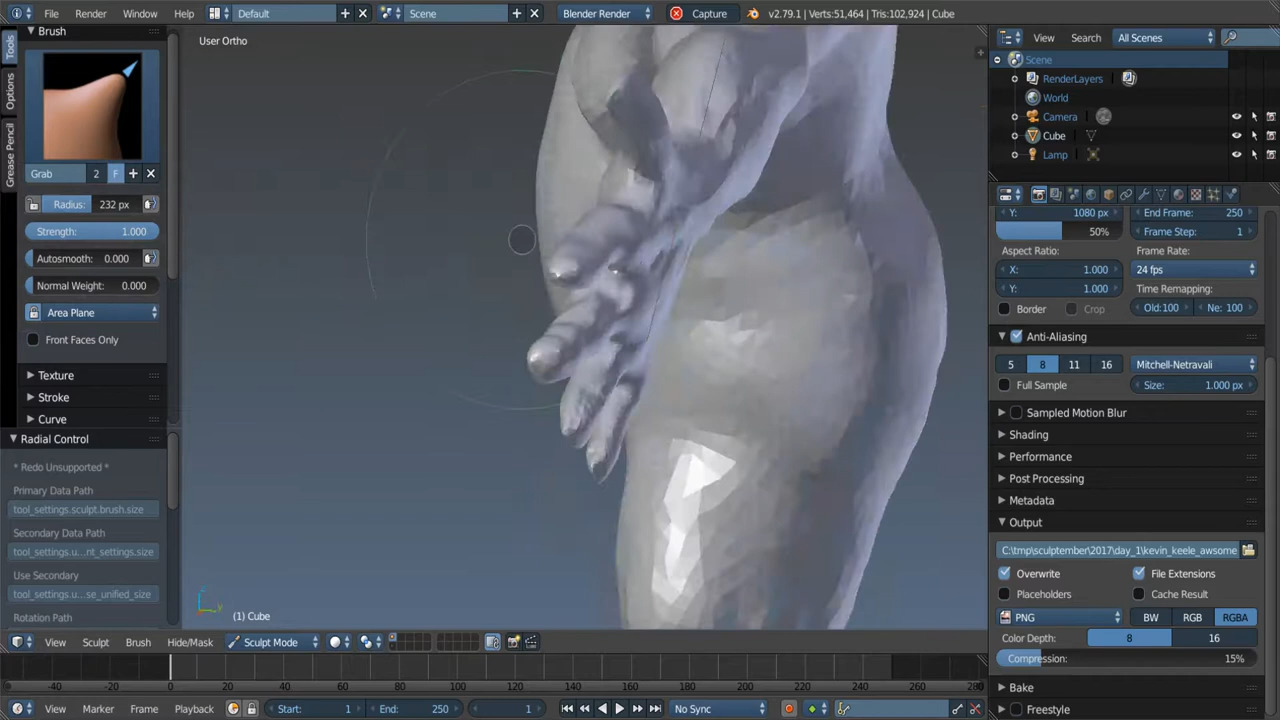 File Render Window Help Default Scene Blender Render Capture v2.79.1 | Verts:51,464 | Tris:102,924 | Cube
Tools
Options
Grease Pencil
Brush
Grab 2 F
Radius: 232 px
Strength: 1.000
Autosmooth: 0.000
Normal Weight: 0.000
Area Plane
Front Faces Only
Texture
Stroke
Curve
Radial Control
* Redo Unsupported *
Primary Data Path
tool_settings.sculpt.brush.size
Secondary Data Path
tool_settings.u...nt_settings.size
Use Secondary
tool_settings.u...se_unified_size
Rotation Path
User Ortho
(1) Cube
View Sculpt Brush Hide/Mask Sculpt Mode
-40 -20 0 20 40 60 80 100 120 140 160 180 200 220 240 260 280
View Marker Frame Playback Start: 1 End: 250 1 No Sync
View Search All Scenes
Scene
RenderLayers
World
Camera
Cube
Lamp
Y: 1080 px End Frame: 250
50% Frame Step: 1
Aspect Ratio: Frame Rate:
X: 1.000 24 fps
Y: 1.000 Time Remapping:
Border Crop Old:100 Ne: 100
Anti-Aliasing
5 8 11 16 Mitchell-Netravali
Full Sample Size: 1.000 px
Sampled Motion Blur
Shading
Performance
Post Processing
Metadata
Output
C:\tmp\sculptember\2017\day_1\kevin_keele_awsome
Overwrite File Extensions
Placeholders Cache Result
PNG BW RGB RGBA
Color Depth: 8 16
Compression: 15%
Bake
Freestyle